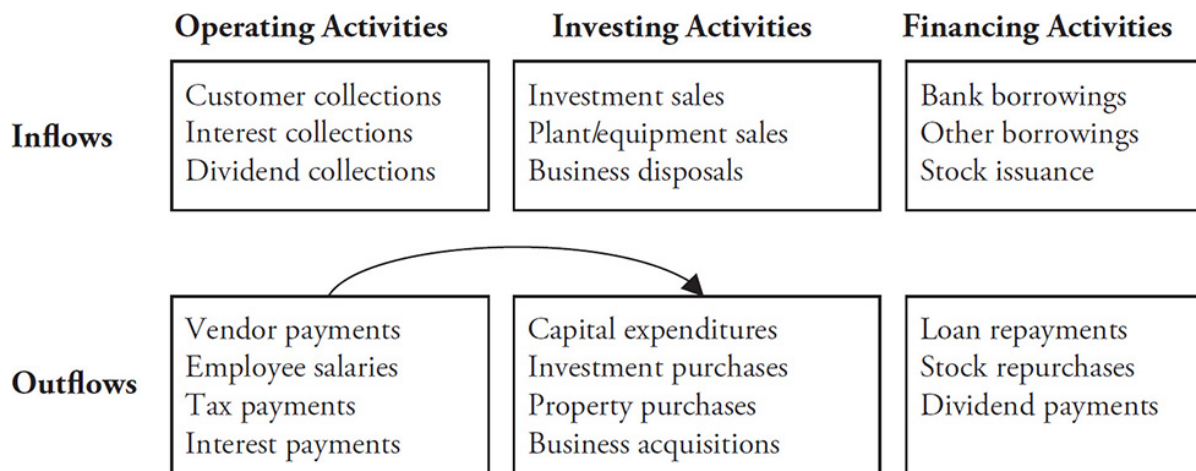 Operating Activities Investing Activities Financing Activities
Inflows
Customer collections
Interest collections
Dividend collections
Investment sales
Plant/equipment sales
Business disposals
Bank borrowings
Other borrowings
Stock issuance
Outflows
Vendor payments
Employee salaries
Tax payments
Interest payments
Capital expenditures
Investment purchases
Property purchases
Business acquisitions
Loan repayments
Stock repurchases
Dividend payments